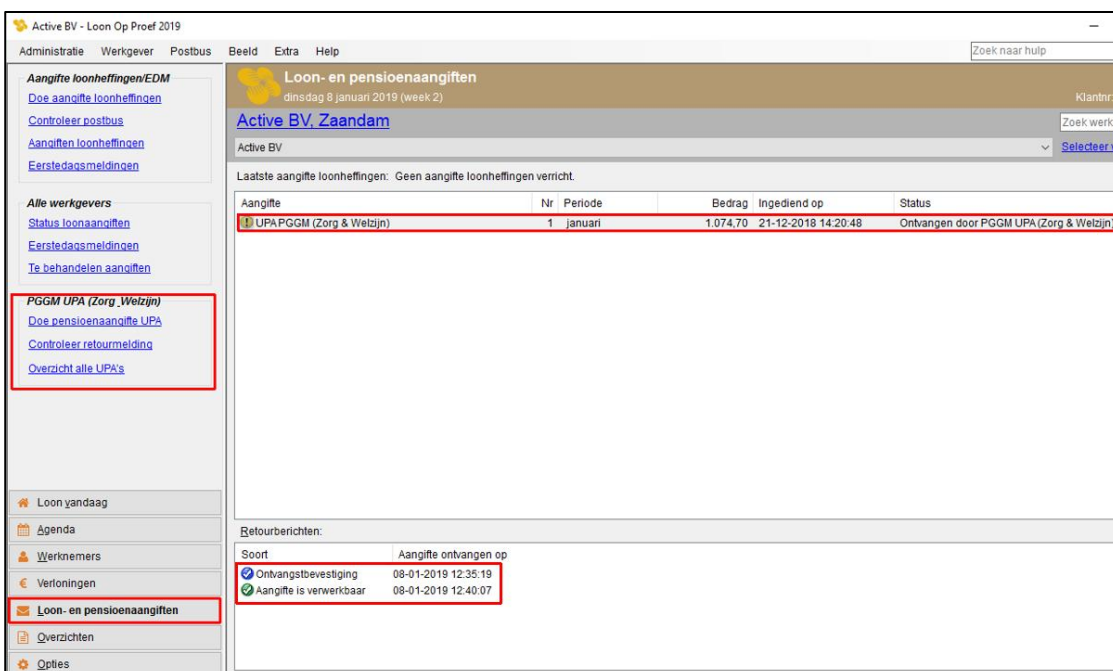 Active BV - Loon Op Proef 2019
Administratie Werkgever Postbus Beeld Extra Help Zoek naar hulp
Aangifte loonheffingen/EDM
Doe aangifte loonheffingen
Controleer postbus
Aangiften loonheffingen
Eerstedagsmeldingen
Alle werkgevers
Status loonaangiften
Eerstedagsmeldingen
Te behandelen aangiften
PGGM UPA (Zorg_Welzijn)
Doe pensioenaangifte UPA
Controleer retourmelding
Overzicht alle UPA's
Loon vandaag
Agenda
Werknemers
Verloningen
Loon- en pensioenaangiften
Overzichten
Opties
Loon- en pensioenaangiften
dinsdag 8 januari 2019 (week 2) Klantnr:
Active BV, Zaandam Zoek werk
Active BV Selecteer
Laatste aangifte loonheffingen: Geen aangifte loonheffingen verricht.
Aangifte Nr Periode Bedrag Ingediend op Status
UPA PGGM (Zorg & Welzijn) 1 januari 1.074,70 21-12-2018 14:20:48 Ontvangen door PGGM UPA (Zorg & Welzijn)
Retourberichten:
Soort Aangifte ontvangen op
Ontvangstbevestiging 08-01-2019 12:35:19
Aangifte is verwerkbaar 08-01-2019 12:40:07